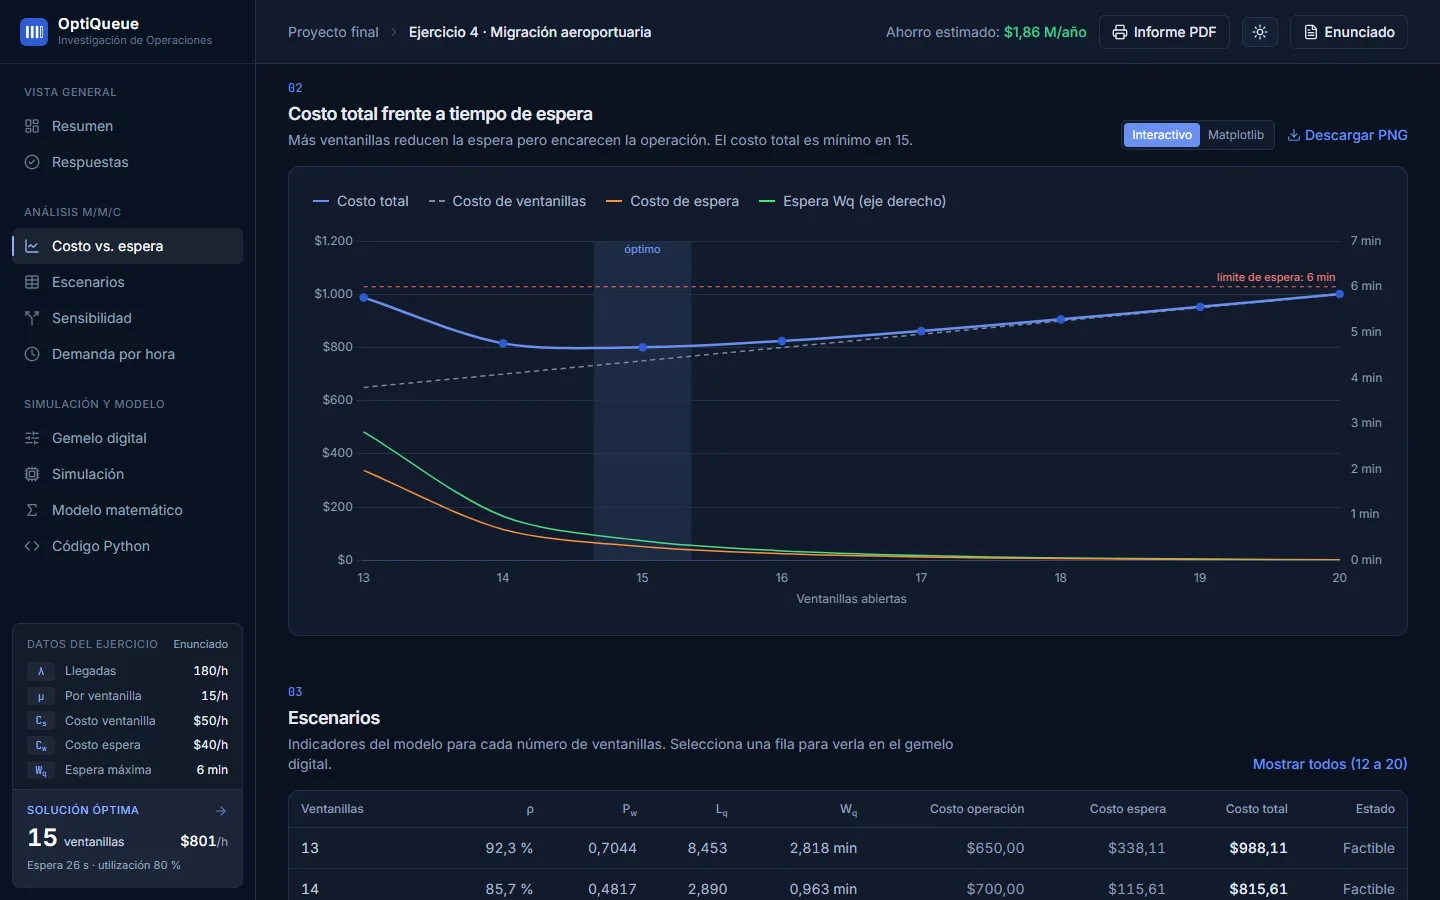 OptiQueue
Investigación de Operaciones
VISTA GENERAL
Resumen
Respuestas
ANÁLISIS M/M/C
Costo vs. espera
Escenarios
Sensibilidad
Demanda por hora
SIMULACIÓN Y MODELO
Gemelo digital
Simulación
Σ Modelo matemático
Código Python
DATOS DEL EJERCICIO Enunciado
λ Llegadas 180/h
μ Por ventanilla 15/h
Cs Costo ventanilla $50/h
Cw Costo espera $40/h
Wq Espera máxima 6 min
SOLUCIÓN ÓPTIMA →
15 ventanillas $801/h
Espera 26 s · utilización 80 %
Proyecto final > Ejercicio 4 · Migración aeroportuaria
Ahorro estimado: $1,86 M/año
Informe PDF
Enunciado
02
Costo total frente a tiempo de espera
Más ventanillas reducen la espera pero encarecen la operación. El costo total es mínimo en 15.
Interactivo Matplotlib
Descargar PNG
Costo total Costo de ventanillas Costo de espera Espera Wq (eje derecho)
$1.200 7 min
óptimo
límite de espera: 6 min
$1.000 6 min
5 min
$800
4 min
$600
3 min
$400
2 min
$200 1 min
$0 0 min
13 14 15 16 17 18 19 20
Ventanillas abiertas
03
Escenarios
Indicadores del modelo para cada número de ventanillas. Selecciona una fila para verla en el gemelo
digital.
Mostrar todos (12 a 20)
Ventanillas ρ Pw Lq Wq Costo operación Costo espera Costo total Estado
13 92,3 % 0,7044 8,453 2,818 min $650,00 $338,11 $988,11 Factible
14 85,7 % 0,4817 2,890 0,963 min $700,00 $115,61 $815,61 Factible